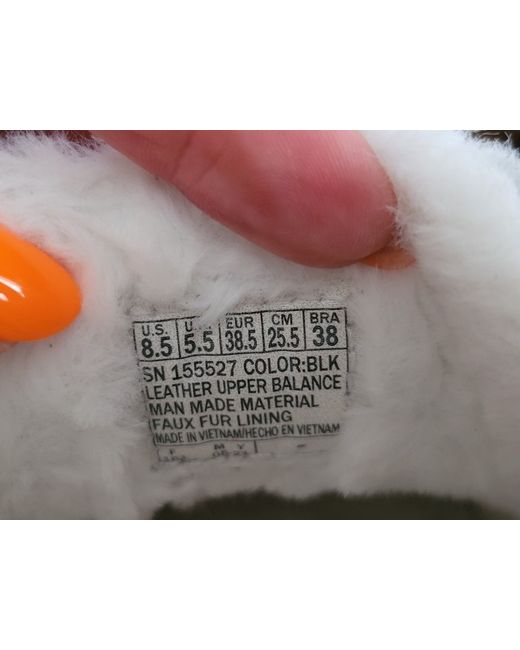 U.S. EUR CM BRA
8.5 5.5 38.5 25.5 38
SN 155527 COLOR:BLK
LEATHER UPPER BALANCE
MAN MADE MATERIAL
FAUX FUR LINING
MADE IN VIETNAM/HECHO EN VIETNAM